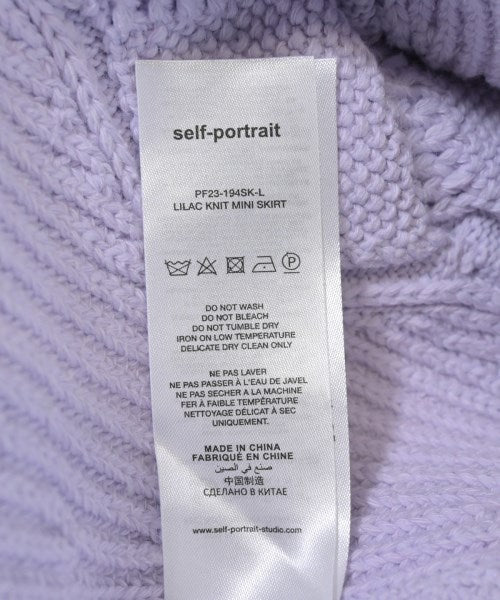 self-portrait
PF23-194SK-L
LILAC KNIT MINI SKIRT
DO NOT WASH
DO NOT BLEACH
DO NOT TUMBLE DRY
IRON ON LOW TEMPERATURE
DELICATE DRY CLEAN ONLY
NE PAS LAVER
NE PAS PASSER À L'EAU DE JAVEL
NE PAS SECHER A LA MACHINE
FER À FAIBLE TEMPÉRATURE
NETTOYAGE DÉLICAT À SEC
UNIQUEMENT.
MADE IN CHINA
FABRIQUÉ EN CHINE
صنع في الصين
中国制造
СДЕЛАНО В КИТАЕ
www.self-portrait-studio.com